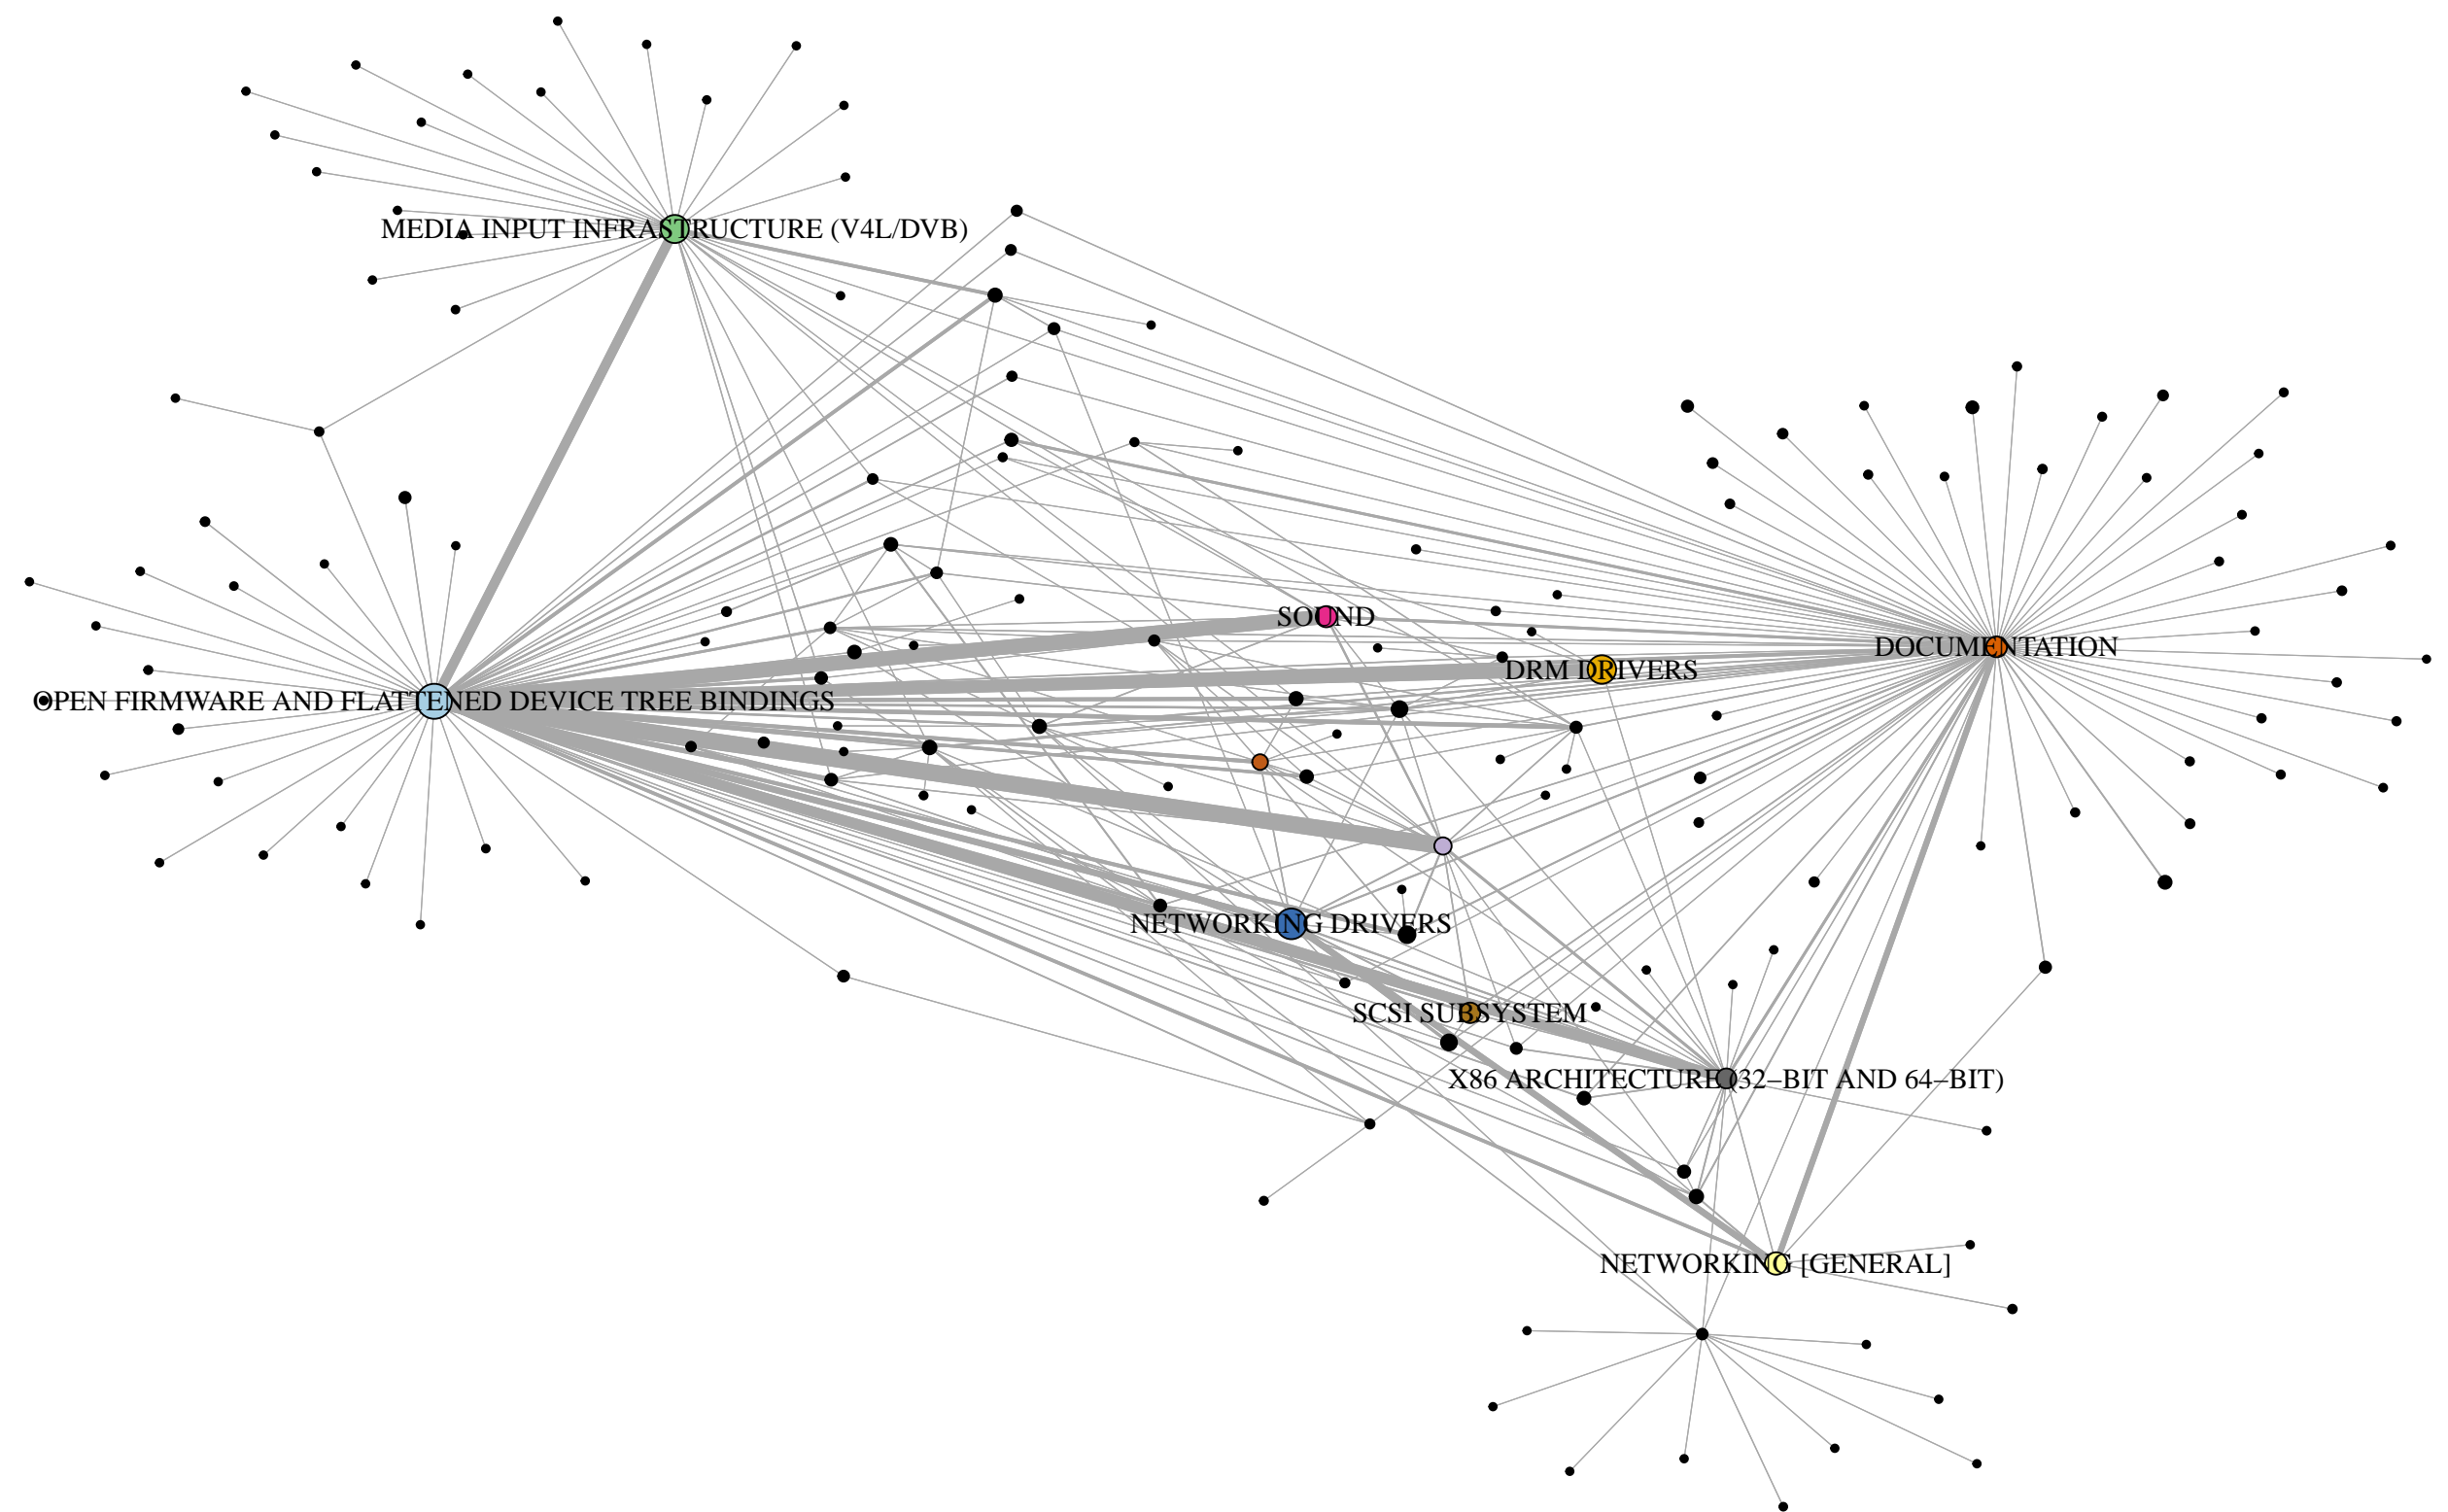 MEDIA INPUT INFRASTRUCTURE (V4L/DVB)
SOUND
DOCUMENTATION
DRM DRIVERS
OPEN FIRMWARE AND FLATTENED DEVICE TREE BINDINGS
NETWORKING DRIVERS
SCSI SUBSYSTEM
X86 ARCHITECTURE (32–BIT AND 64–BIT)
NETWORKING [GENERAL]